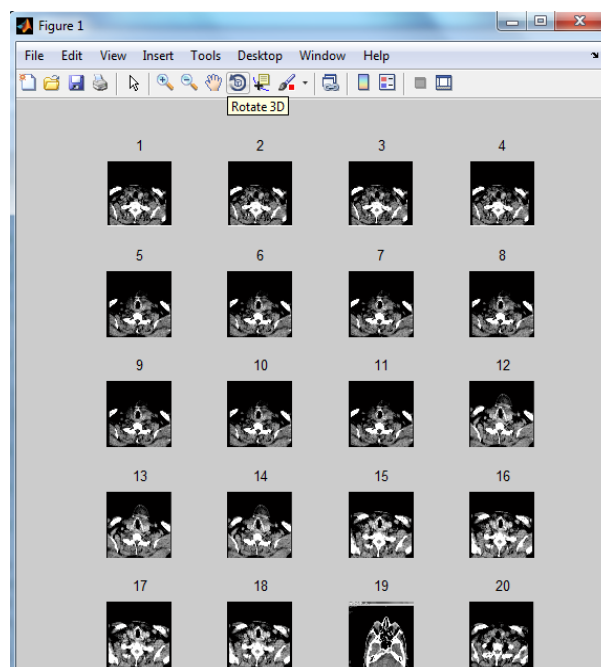 Figure 1
File Edit View Insert Tools Desktop Window Help
Rotate 3D
1 2 3 4
5 6 7 8
9 10 11 12
13 14 15 16
17 18 19 20